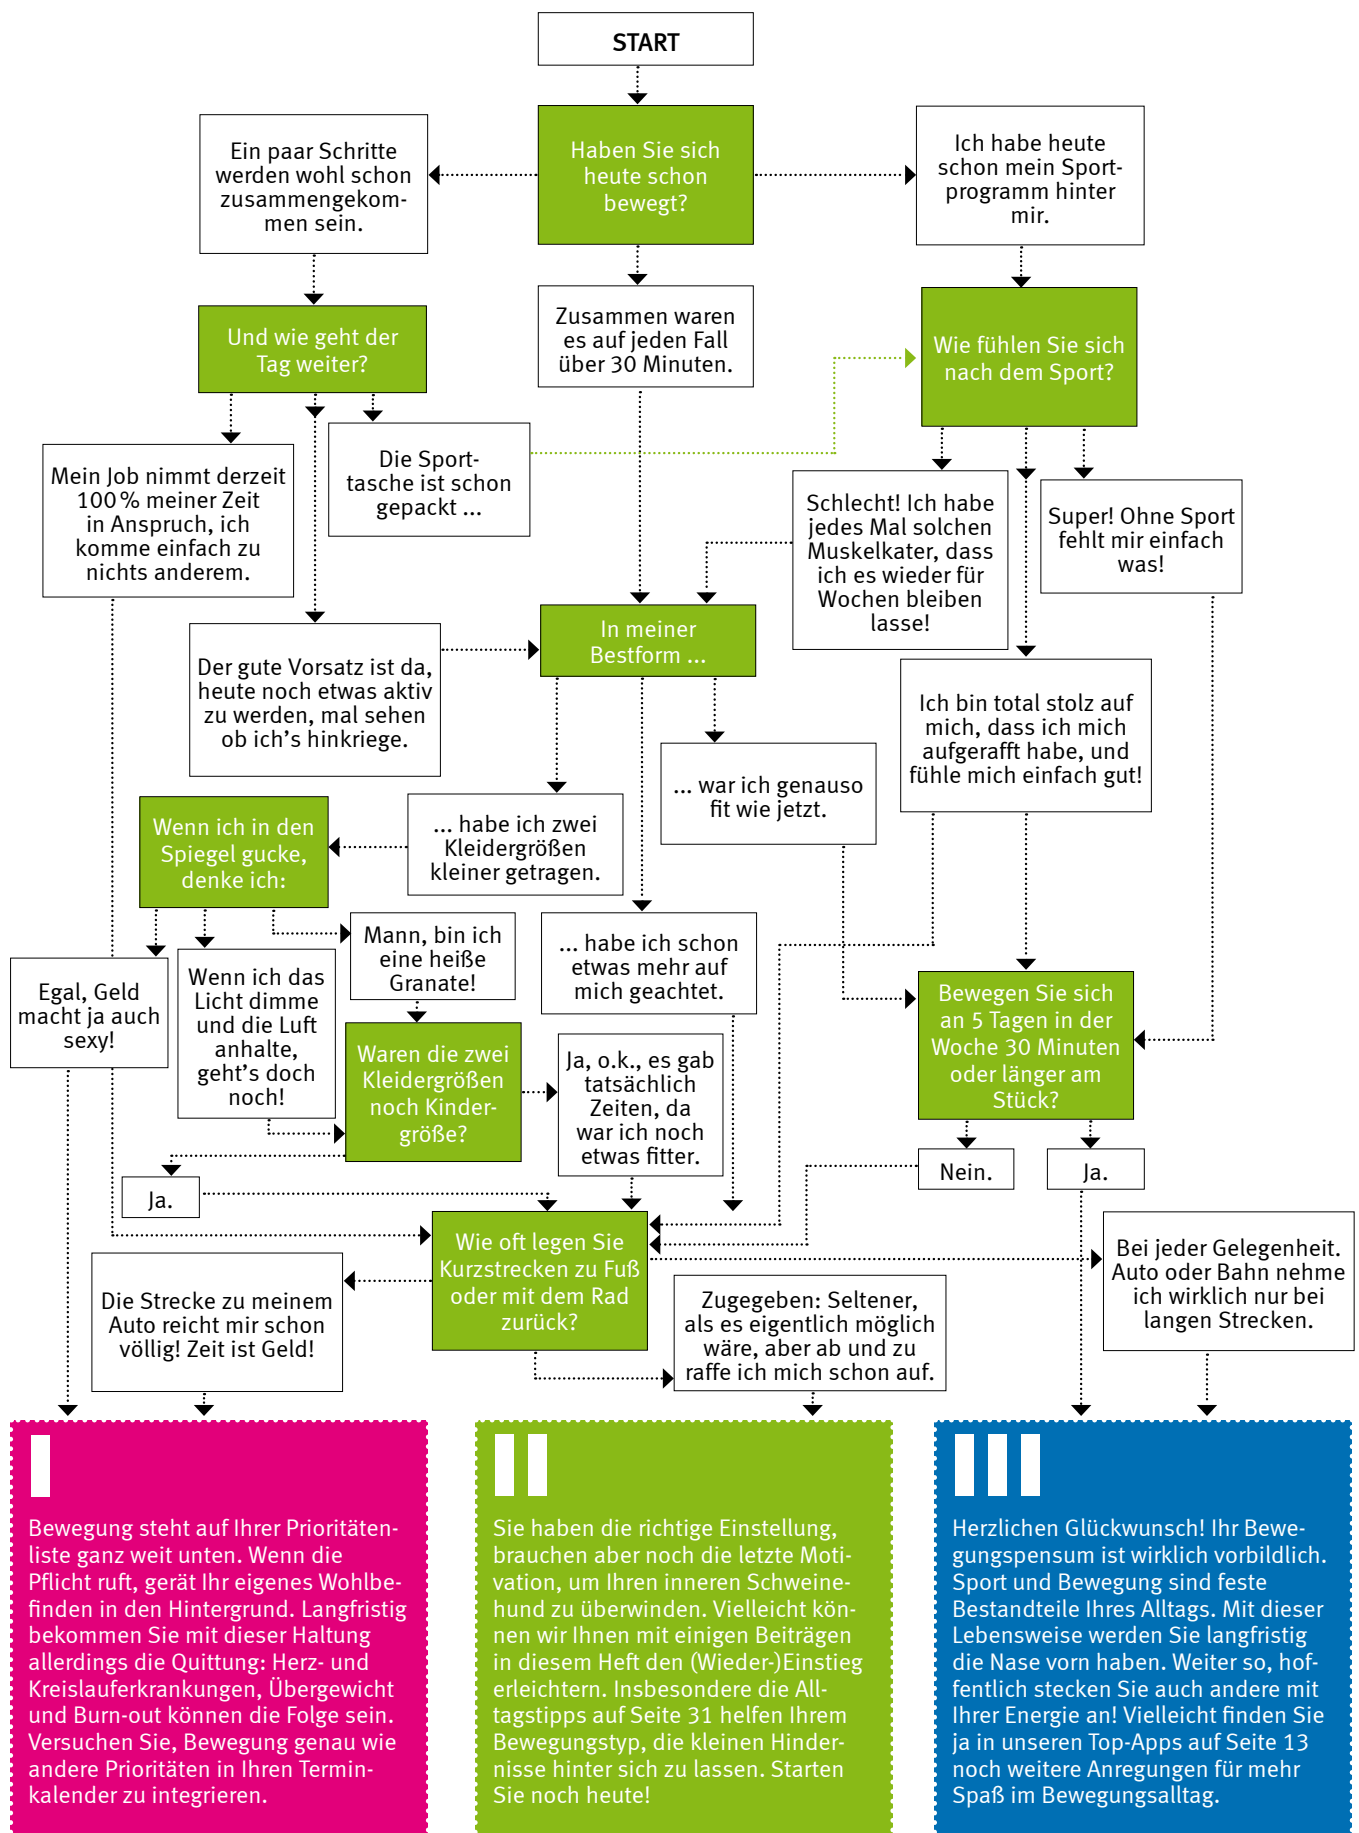 START
Haben Sie sich
heute schon
bewegt?
Ein paar Schritte
werden wohl schon
zusammengekom-
men sein.
Ich habe heute
schon mein Sport-
programm hinter
mir.
Und wie geht der
Tag weiter?
Zusammen waren
es auf jeden Fall
über 30 Minuten.
Wie fühlen Sie sich
nach dem Sport?
Mein Job nimmt derzeit
100 % meiner Zeit
in Anspruch, ich
komme einfach zu
nichts anderem.
Die Sport-
tasche ist schon
gepackt ...
Schlecht! Ich habe
jedes Mal solchen
Muskelkater, dass
ich es wieder für
Wochen bleiben
lasse!
Super! Ohne Sport
fehlt mir einfach
was!
Der gute Vorsatz ist da,
heute noch etwas aktiv
zu werden, mal sehen
ob ich's hinkriege.
In meiner
Bestform ...
Ich bin total stolz auf
mich, dass ich mich
aufgerafft habe, und
fühle mich einfach gut!
... war ich genauso
fit wie jetzt.
Wenn ich in den
Spiegel gucke,
denke ich:
... habe ich zwei
Kleidergrößen
kleiner getragen.
Mann, bin ich
eine heiße
Granate!
... habe ich schon
etwas mehr auf
mich geachtet.
Egal, Geld
macht ja auch
sexy!
Wenn ich das
Licht dimme
und die Luft
anhalte,
geht's doch
noch!
Bewegen Sie sich
an 5 Tagen in der
Woche 30 Minuten
oder länger am
Stück?
Waren die zwei
Kleidergrößen
noch Kinder-
größe?
Ja, o.k., es gab
tatsächlich
Zeiten, da
war ich noch
etwas fitter.
Nein.
Ja.
Ja.
Wie oft legen Sie
Kurzstrecken zu Fuß
oder mit dem Rad
zurück?
Bei jeder Gelegenheit.
Auto oder Bahn nehme
ich wirklich nur bei
langen Strecken.
Die Strecke zu meinem
Auto reicht mir schon
völlig! Zeit ist Geld!
Zugegeben: Seltener,
als es eigentlich möglich
wäre, aber ab und zu
raffe ich mich schon auf.
I
Bewegung steht auf Ihrer Prioritäten-
liste ganz weit unten. Wenn die
Pflicht ruft, gerät Ihr eigenes Wohlbe-
finden in den Hintergrund. Langfristig
bekommen Sie mit dieser Haltung
allerdings die Quittung: Herz- und
Kreislauferkrankungen, Übergewicht
und Burn-out können die Folge sein.
Versuchen Sie, Bewegung genau wie
andere Prioritäten in Ihren Termin-
kalender zu integrieren.
II
Sie haben die richtige Einstellung,
brauchen aber noch die letzte Moti-
vation, um Ihren inneren Schweine-
hund zu überwinden. Vielleicht kön-
nen wir Ihnen mit einigen Beiträgen
in diesem Heft den (Wieder-)Einstieg
erleichtern. Insbesondere die All-
tagstipps auf Seite 31 helfen Ihrem
Bewegungstyp, die kleinen Hinder-
nisse hinter sich zu lassen. Starten
Sie noch heute!
III
Herzlichen Glückwunsch! Ihr Bewe-
gungspensum ist wirklich vorbildlich.
Sport und Bewegung sind feste
Bestandteile Ihres Alltags. Mit dieser
Lebensweise werden Sie langfristig
die Nase vorn haben. Weiter so, hof-
fentlich stecken Sie auch andere mit
Ihrer Energie an! Vielleicht finden Sie
ja in unseren Top-Apps auf Seite 13
noch weitere Anregungen für mehr
Spaß im Bewegungsalltag.